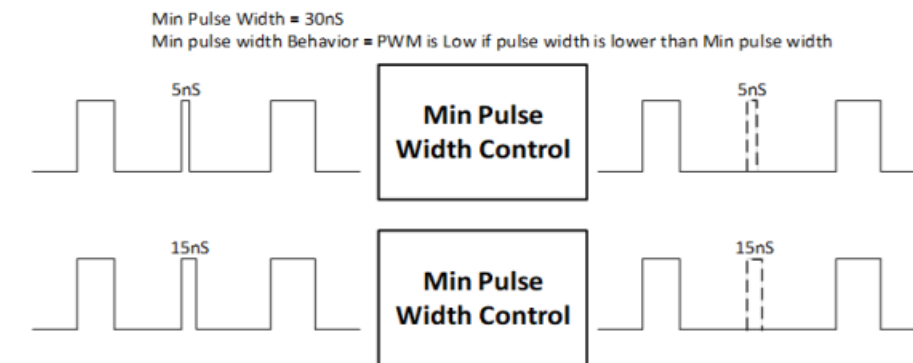 Min Pulse Width = 30nS
Min pulse width Behavior = PWM is Low if pulse width is lower than Min pulse width
5nS
Min Pulse
Width Control
5nS
15nS
Min Pulse
Width Control
15nS